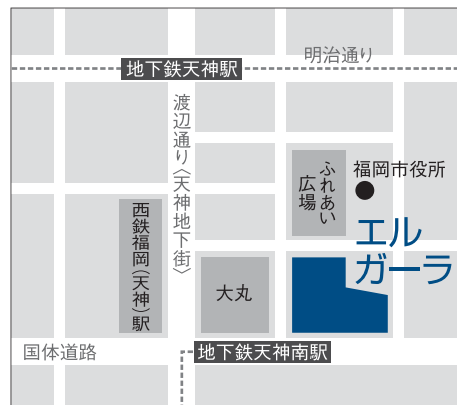 明治通り
地下鉄天神駅
渡辺通り〈天神地下街〉
ふれあい
広場
福岡市役所
エル
ガーラ
西鉄福岡(天神)駅
大丸
国体道路
地下鉄天神南駅